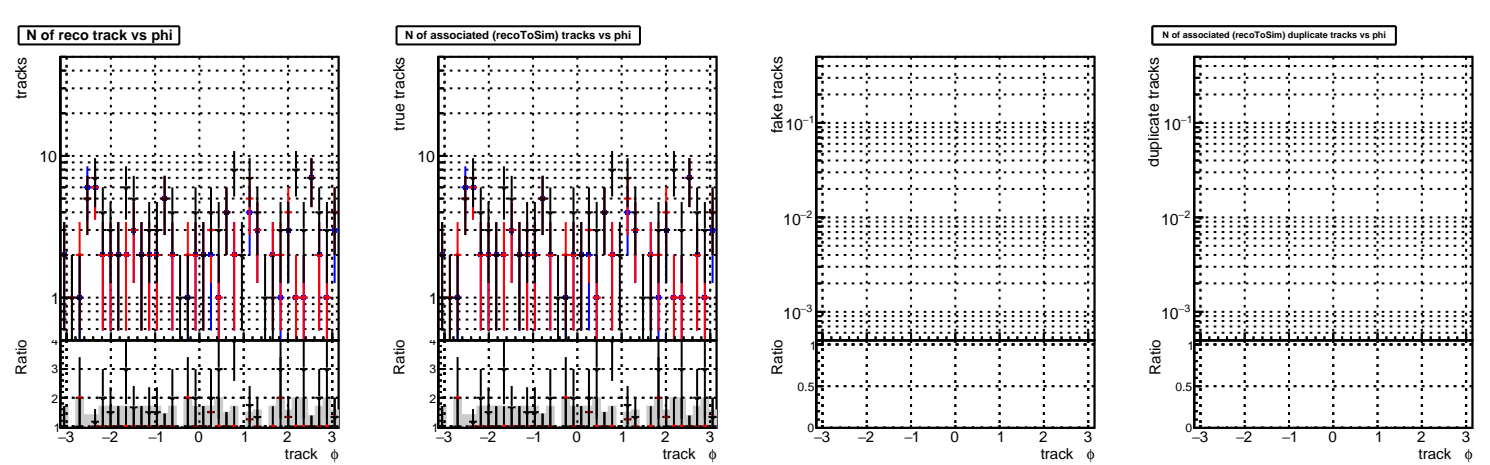 N of reco track vs phi
tracks
10
1
Ratio
4
3
2
1
−3 −2 −1 0 1 2 3
track ϕ
N of associated (recoToSim) tracks vs phi
true tracks
10
1
Ratio
4
3
2
1
−3 −2 −1 0 1 2 3
track ϕ
fake tracks
10⁻¹
10⁻²
10⁻³
Ratio
1
0.5
0
−3 −2 −1 0 1 2 3
track ϕ
N of associated (recoToSim) duplicate tracks vs phi
duplicate tracks
10⁻¹
10⁻²
10⁻³
Ratio
1
0.5
0
−3 −2 −1 0 1 2 3
track ϕ